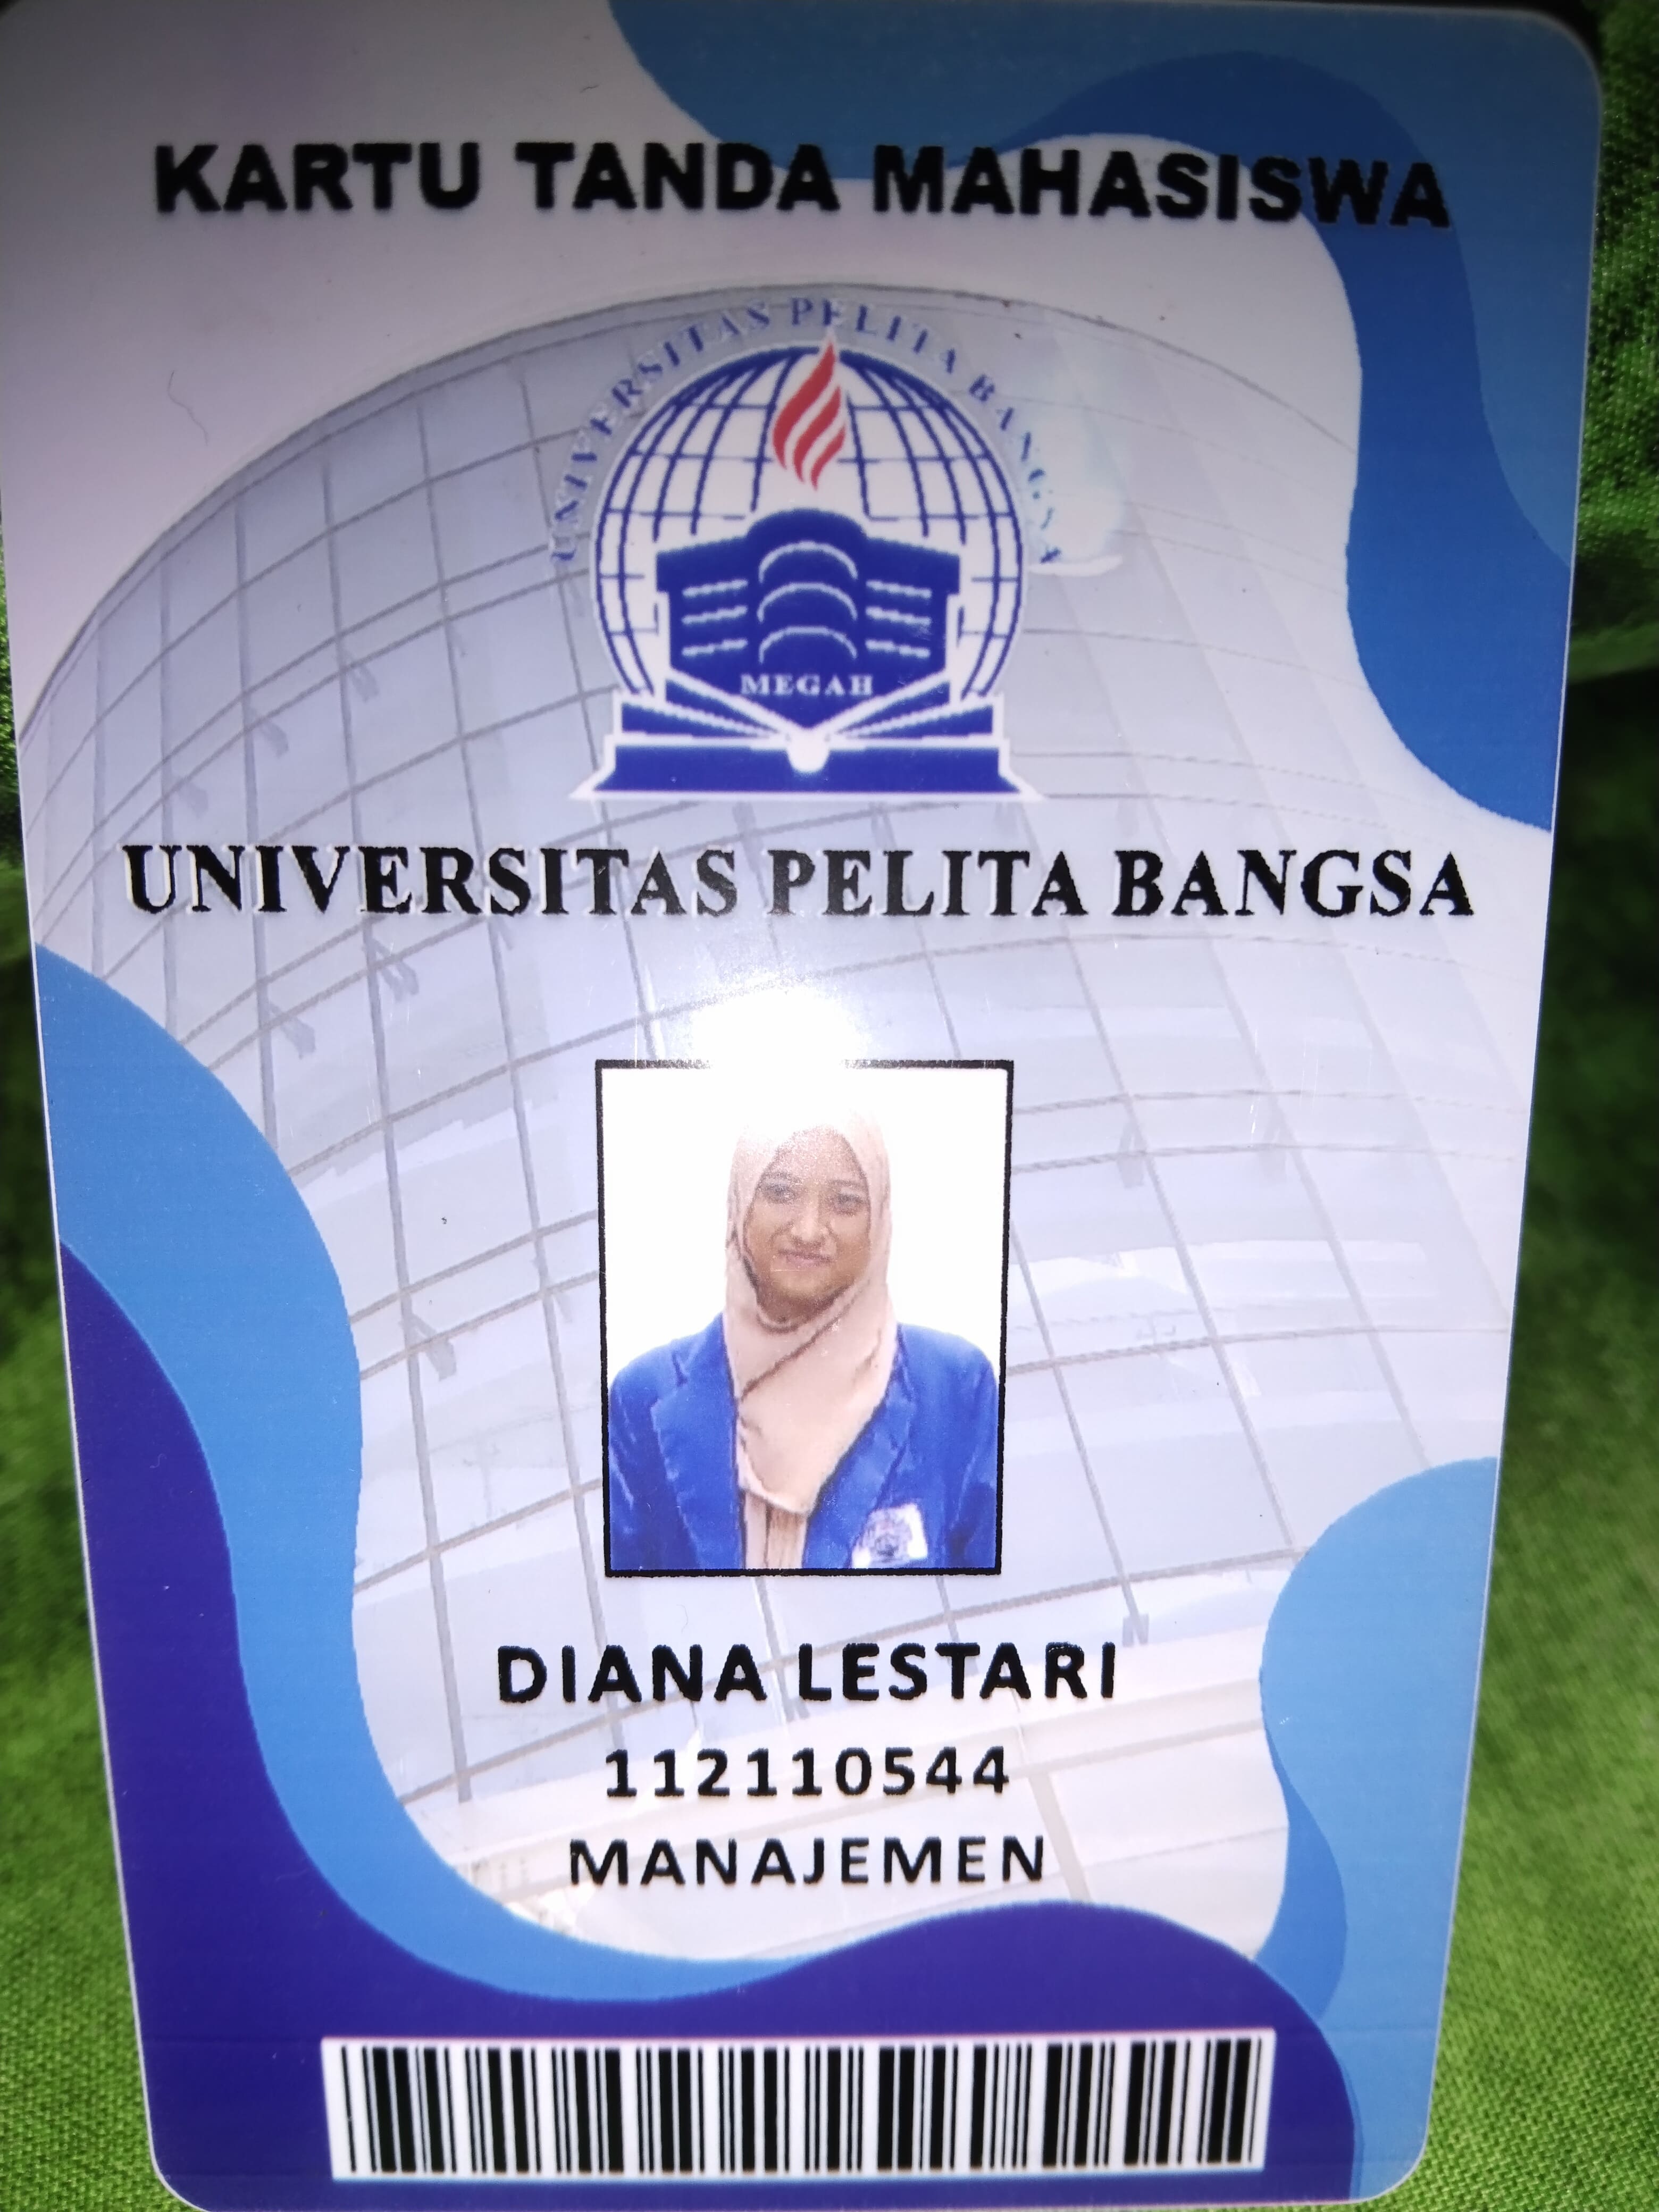 KARTU TANDA MAHASISWA
UNIVERSITAS PELITA BANGSA
MEGAH
UNIVERSITAS PELITA BANGSA
DIANA LESTARI
112110544
MANAJEMEN